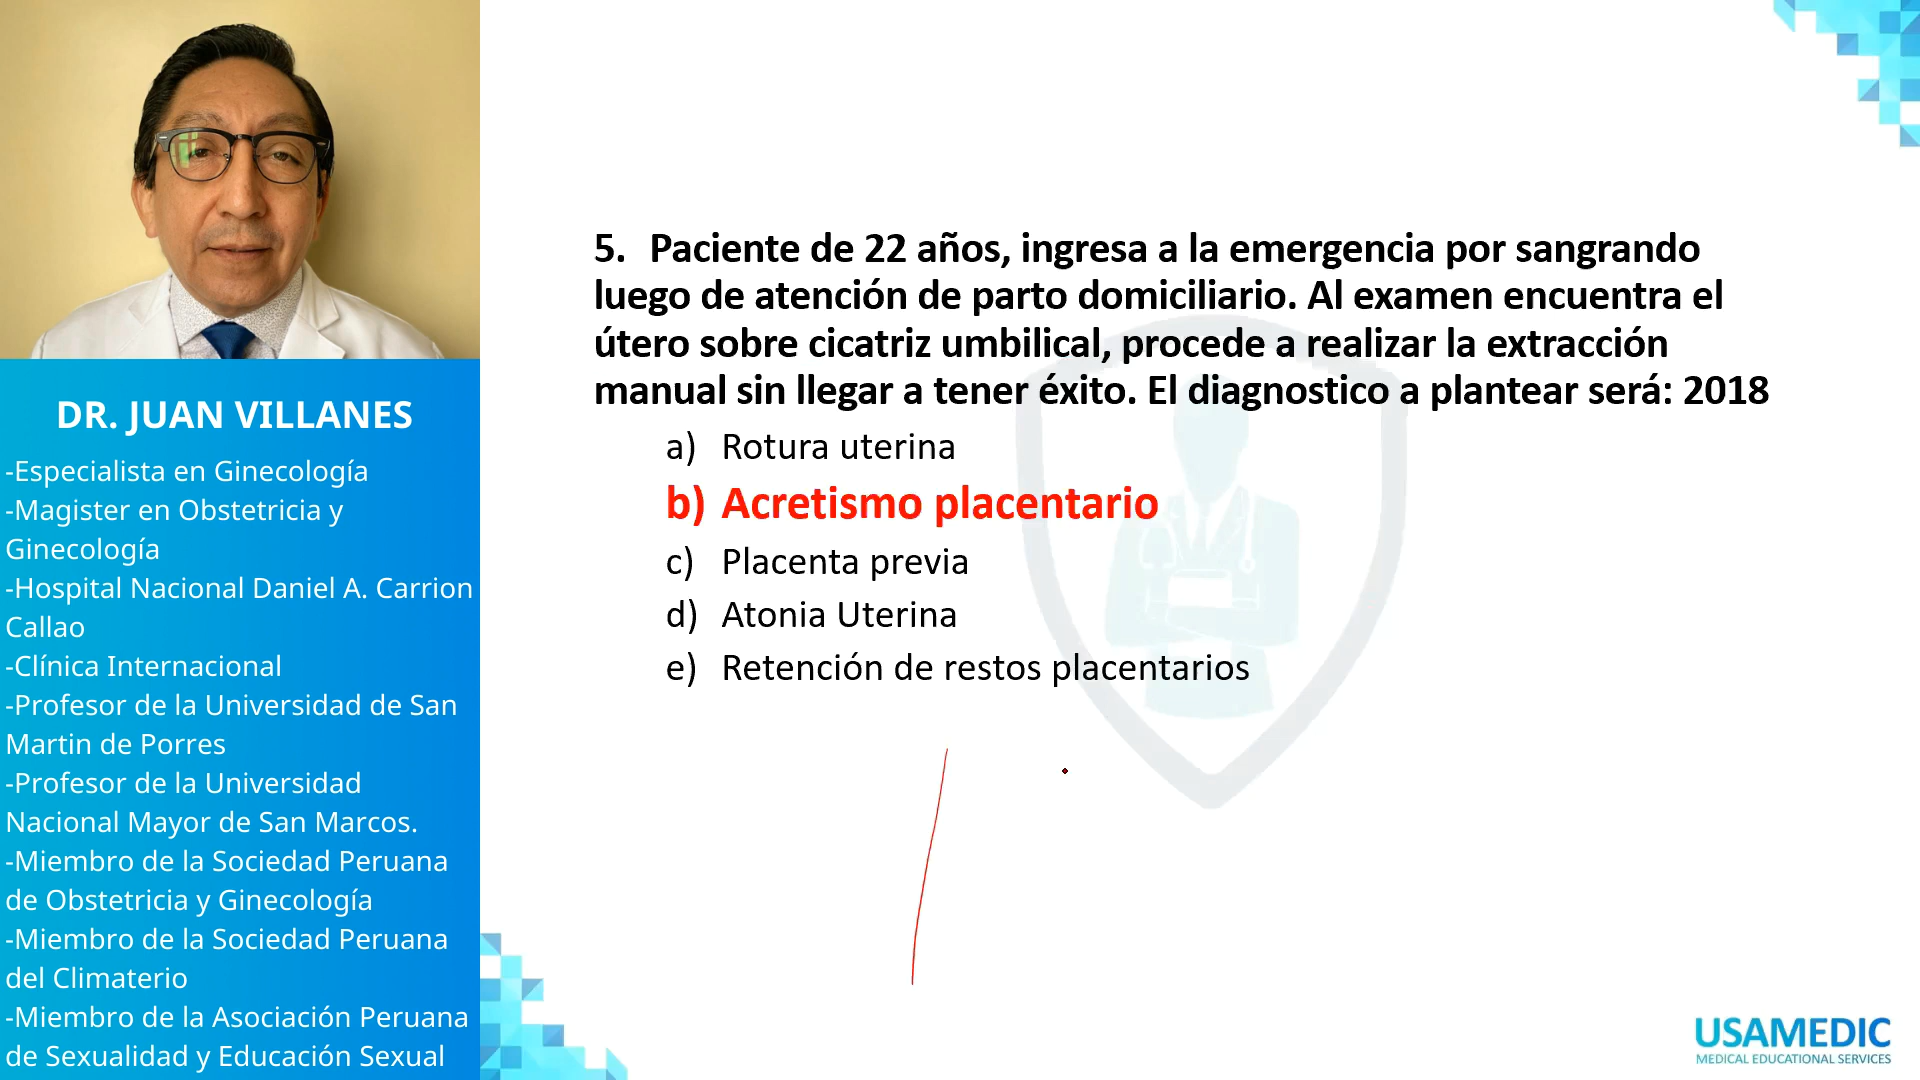 DR. JUAN VILLANES
-Especialista en Ginecología
-Magister en Obstetricia y
Ginecología
-Hospital Nacional Daniel A. Carrion
Callao
-Clínica Internacional
-Profesor de la Universidad de San
Martin de Porres
-Profesor de la Universidad
Nacional Mayor de San Marcos.
-Miembro de la Sociedad Peruana
de Obstetricia y Ginecología
-Miembro de la Sociedad Peruana
del Climaterio
-Miembro de la Asociación Peruana
de Sexualidad y Educación Sexual
5. Paciente de 22 años, ingresa a la emergencia por sangrando
luego de atención de parto domiciliario. Al examen encuentra el
útero sobre cicatriz umbilical, procede a realizar la extracción
manual sin llegar a tener éxito. El diagnostico a plantear será: 2018
a) Rotura uterina
b) Acretismo placentario
c) Placenta previa
d) Atonia Uterina
e) Retención de restos placentarios
USAMEDIC
MEDICAL EDUCATIONAL SERVICES